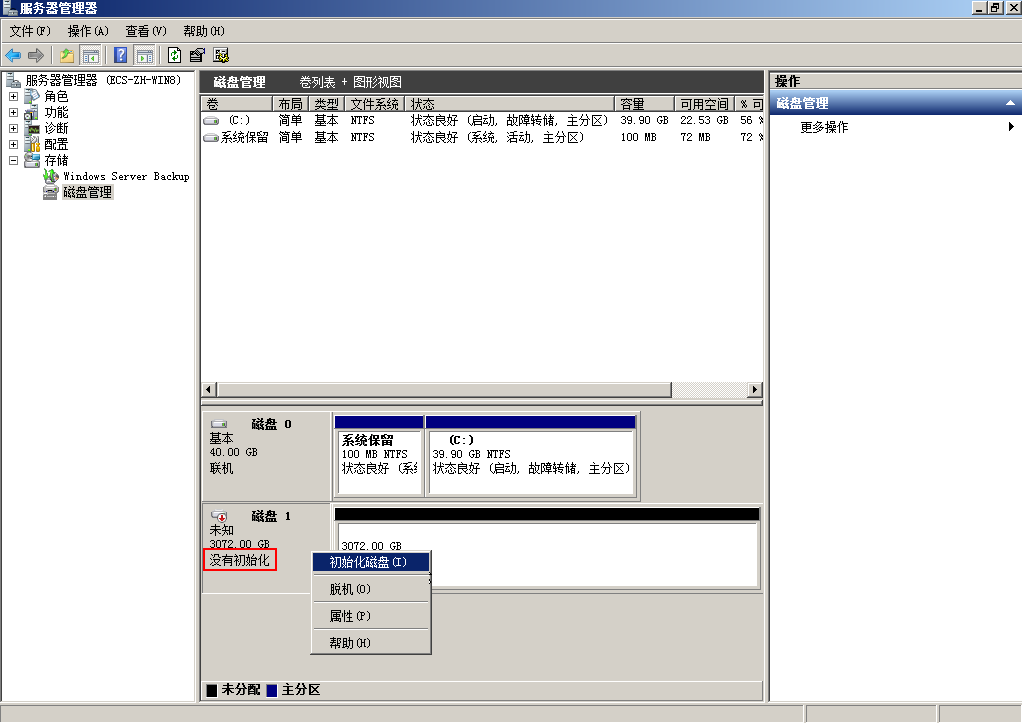 服务器管理器
文件(F) 操作(A) 查看(V) 帮助(H)
服务器管理器 (ECS-ZH-WIN8)
角色
功能
诊断
配置
存储
Windows Server Backup
磁盘管理
磁盘管理 卷列表 + 图形视图
卷 布局 类型 文件系统 状态 容量 可用空间 % 可
(C:) 简单 基本 NTFS 状态良好 (启动, 故障转储, 主分区) 39.90 GB 22.53 GB 56 %
系统保留 简单 基本 NTFS 状态良好 (系统, 活动, 主分区) 100 MB 72 MB 72 %
磁盘 0
基本
40.00 GB
联机
系统保留
100 MB NTFS
状态良好 (系
(C:)
39.90 GB NTFS
状态良好 (启动, 故障转储, 主分区)
磁盘 1
未知
3072.00 GB
没有初始化
3072.00 GB
初始化磁盘(I)
脱机(O)
属性(P)
帮助(H)
未分配 主分区
操作
磁盘管理
更多操作